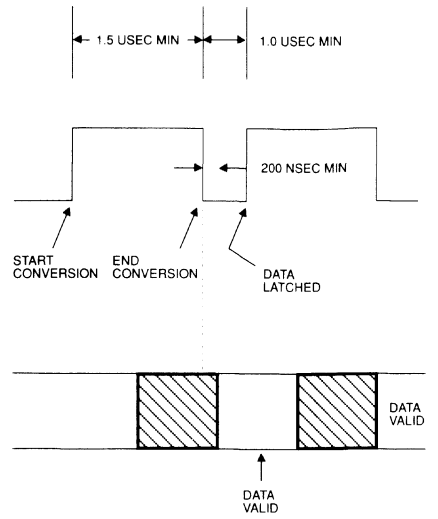 1.5 USEC MIN
1.0 USEC MIN
200 NSEC MIN
START
CONVERSION
END
CONVERSION
DATA
LATCHED
DATA
VALID
DATA
VALID